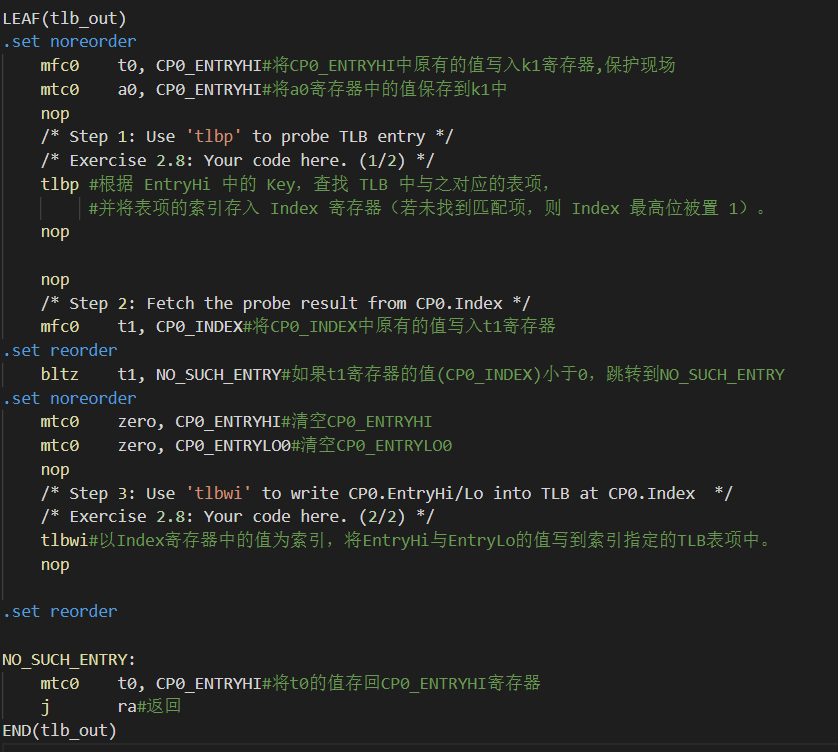 LEAF(tlb_out)
.set noreorder
mfc0 t0, CP0_ENTRYHI#将CP0_ENTRYHI中原有的值写入k1寄存器,保护现场
mtc0 a0, CP0_ENTRYHI#将a0寄存器中的值保存到k1中
nop
/* Step 1: Use 'tlbp' to probe TLB entry */
/* Exercise 2.8: Your code here. (1/2) */
tlbp #根据 EntryHi 中的 Key，查找 TLB 中与之对应的表项，
#并将表项的索引存入 Index 寄存器（若未找到匹配项，则 Index 最高位被置 1）。
nop
nop
/* Step 2: Fetch the probe result from CP0.Index */
mfc0 t1, CP0_INDEX#将CP0_INDEX中原有的值写入t1寄存器
.set reorder
bltz t1, NO_SUCH_ENTRY#如果t1寄存器的值(CP0_INDEX)小于0，跳转到NO_SUCH_ENTRY
.set noreorder
mtc0 zero, CP0_ENTRYHI#清空CP0_ENTRYHI
mtc0 zero, CP0_ENTRYLO0#清空CP0_ENTRYLO0
nop
/* Step 3: Use 'tlbwi' to write CP0.EntryHi/Lo into TLB at CP0.Index  */
/* Exercise 2.8: Your code here. (2/2) */
tlbwi#以Index寄存器中的值为索引，将EntryHi与EntryLo的值写到索引指定的TLB表项中。
nop
.set reorder
NO_SUCH_ENTRY:
mtc0 t0, CP0_ENTRYHI#将t0的值存回CP0_ENTRYHI寄存器
j ra#返回
END(tlb_out)